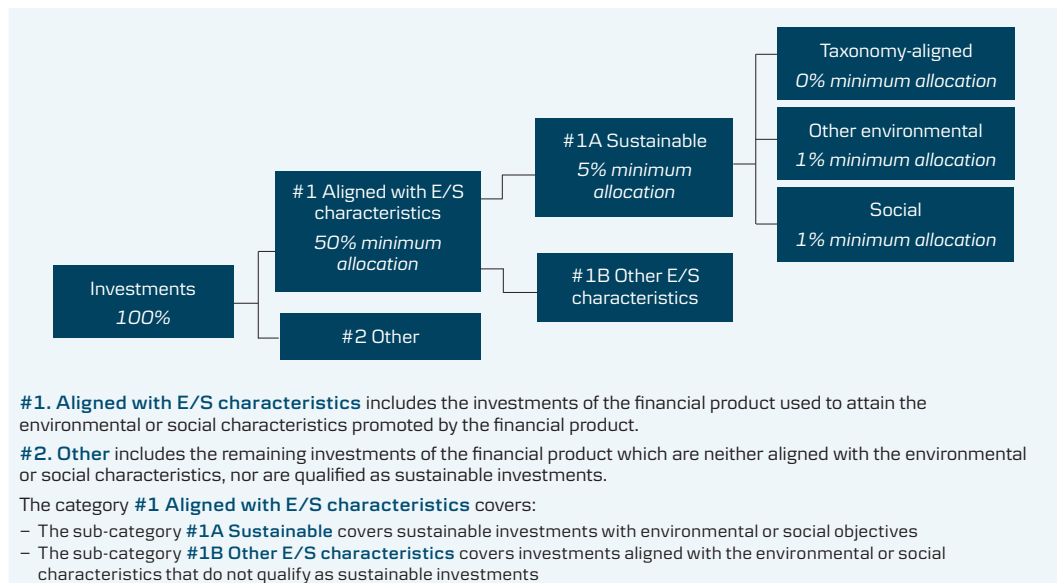 Taxonomy-aligned
0% minimum allocation
Other environmental
1% minimum allocation
Social
1% minimum allocation
#1A Sustainable
5% minimum
allocation
#1 Aligned with E/S
characteristics
50% minimum
allocation
#1B Other E/S
characteristics
Investments
100%
#2 Other
#1. Aligned with E/S characteristics includes the investments of the financial product used to attain the
environmental or social characteristics promoted by the financial product.
#2. Other includes the remaining investments of the financial product which are neither aligned with the environmental
or social characteristics, nor are qualified as sustainable investments.
The category #1 Aligned with E/S characteristics covers:
– The sub-category #1A Sustainable covers sustainable investments with environmental or social objectives
– The sub-category #1B Other E/S characteristics covers investments aligned with the environmental or social
characteristics that do not qualify as sustainable investments